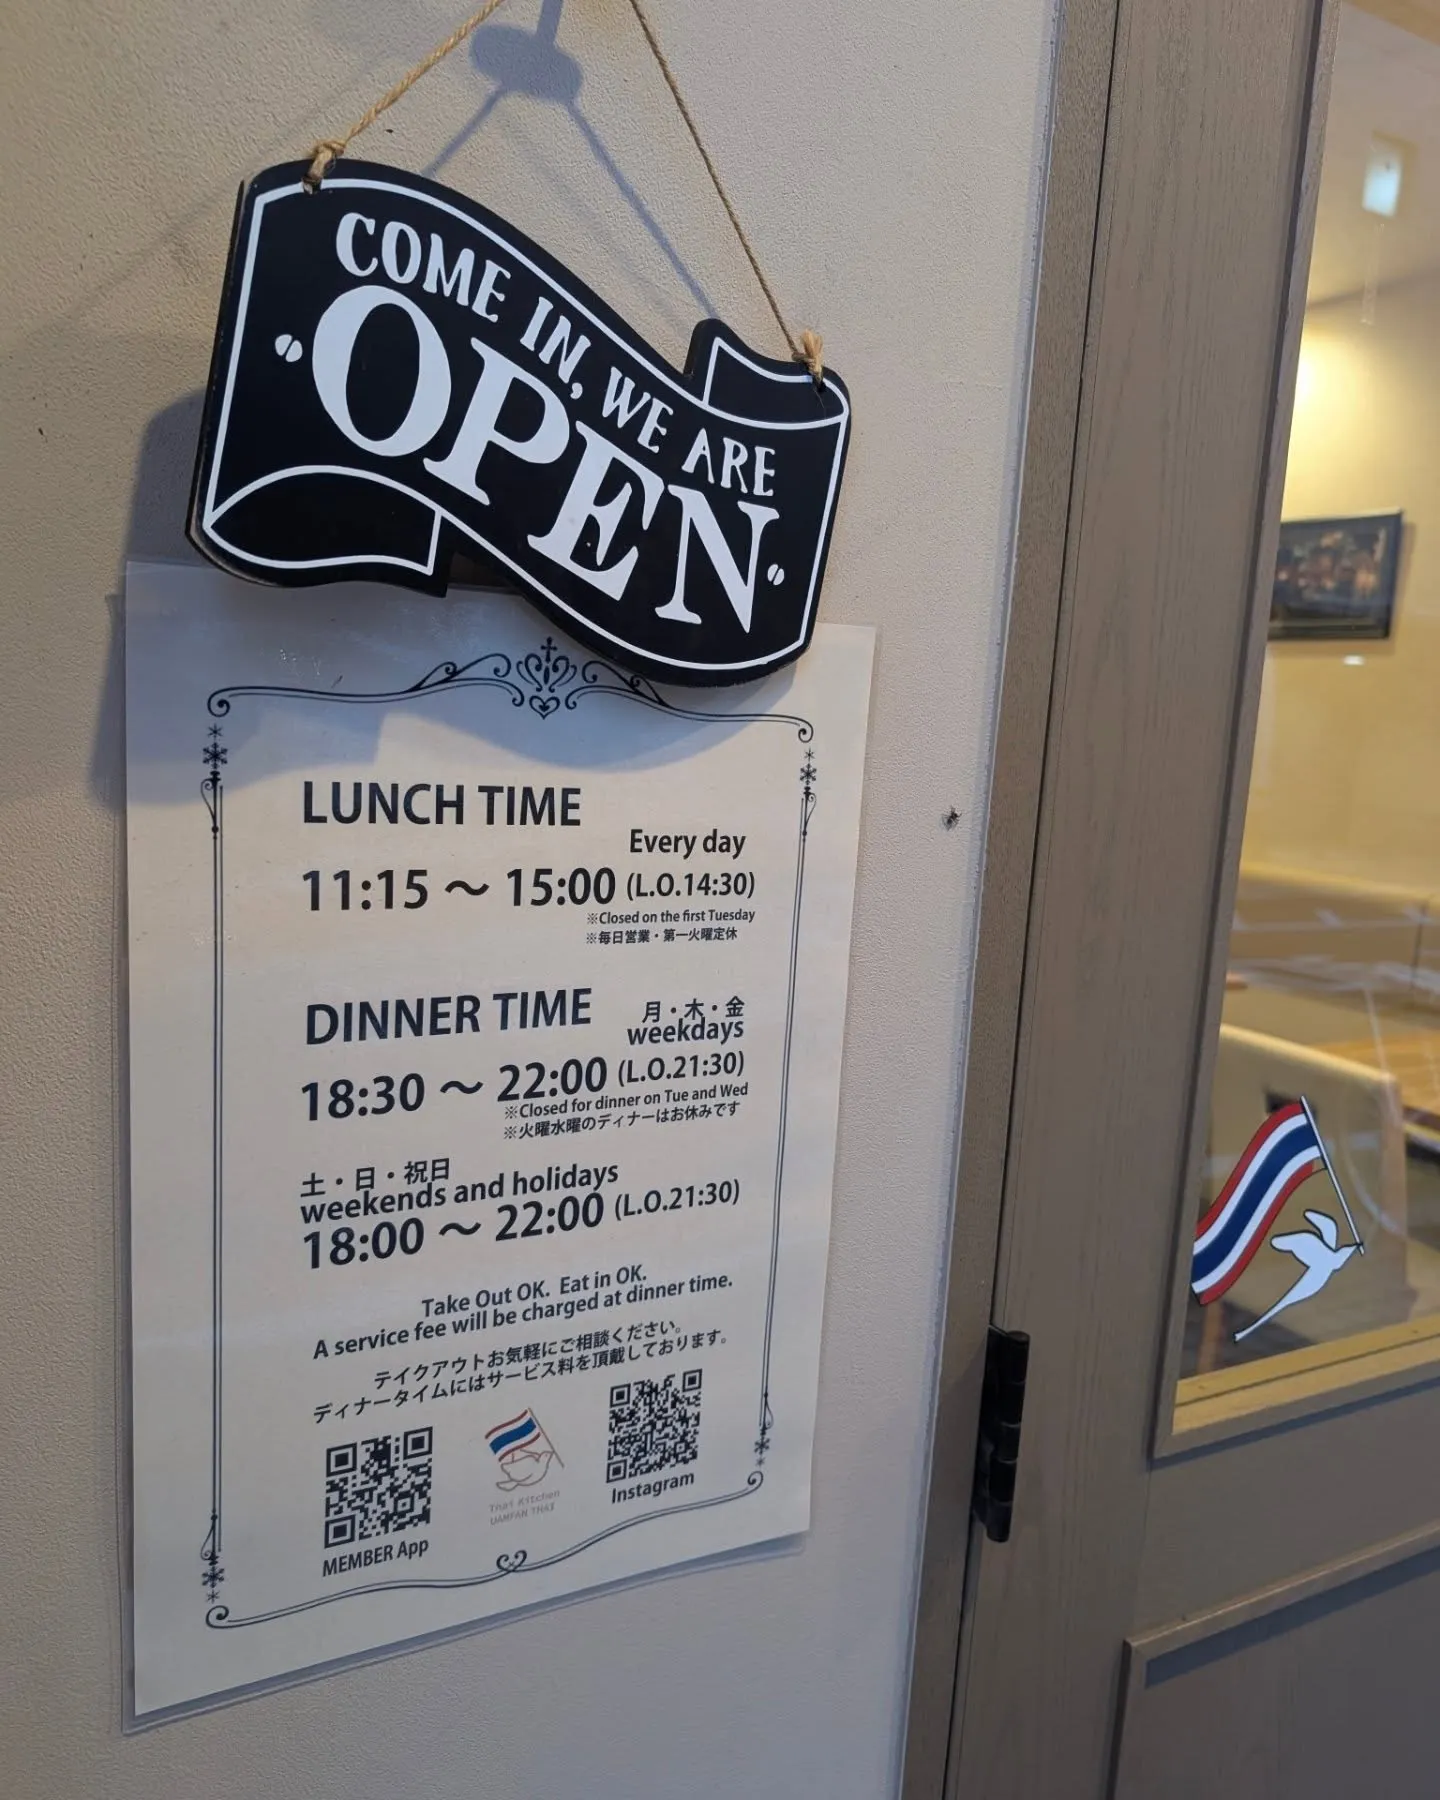 COME IN, WE ARE
OPEN
LUNCH TIME
Every day
11:15 ～ 15:00 (L.O.14:30)
※Closed on the first Tuesday
※毎日営業・第一火曜定休
DINNER TIME
月・木・金
weekdays
18:30 ～ 22:00 (L.O.21:30)
※Closed for dinner on Tue and Wed
※火曜水曜のディナーはお休みです
土・日・祝日
weekends and holidays
18:00 ～ 22:00 (L.O.21:30)
Take Out OK. Eat in OK.
A service fee will be charged at dinner time.
テイクアウトお気軽にご相談ください。
ディナータイムにはサービス料を頂戴しております。
MEMBER App
Thai Kitchen
UAMPAN THAI
Instagram